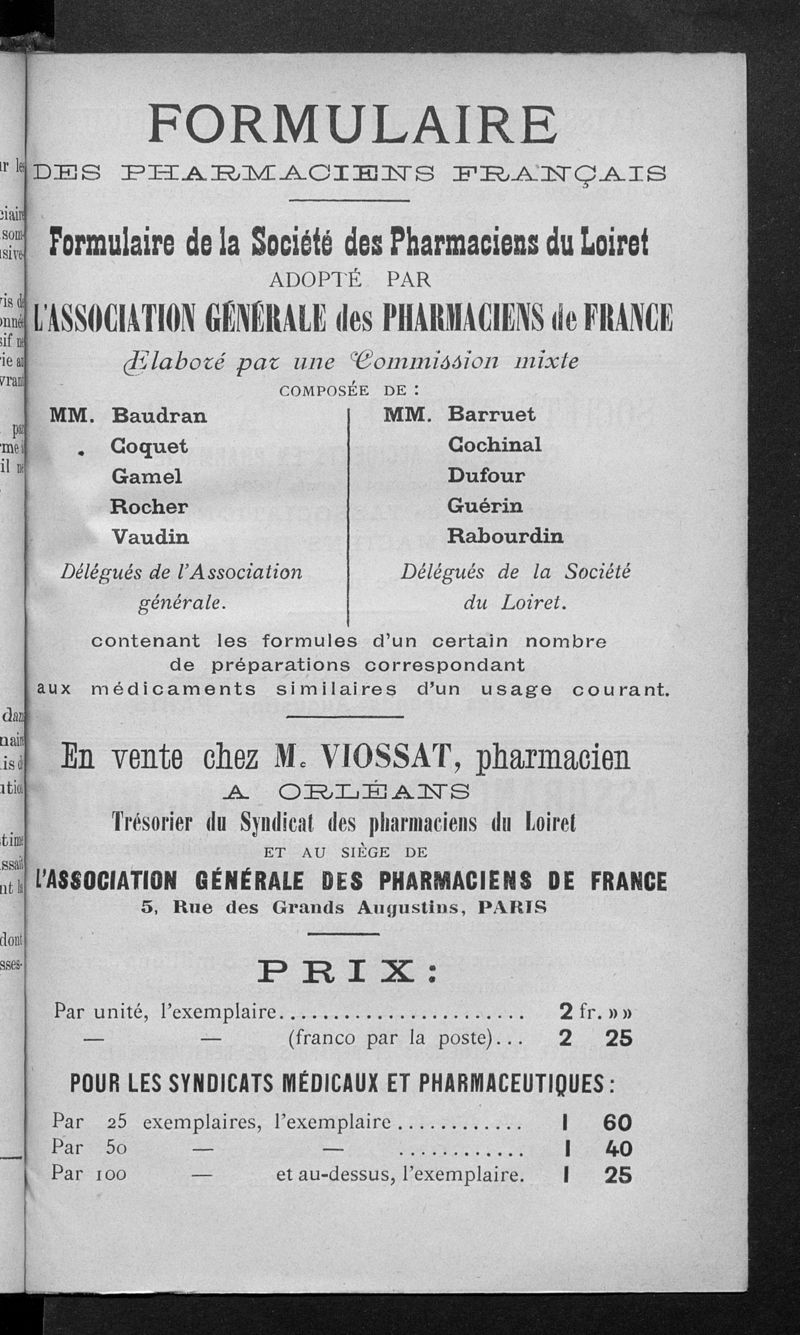 FORMULAIRE
DES PHARMACIENS FRANÇAIS
Formulaire de la Société des Pharmaciens du Loiret
ADOPTÉ PAR
L'ASSOCIATION GÉNÉRALE des PHARMACIENS de FRANCE
Elaboré par une Commission mixte
COMPOSÉE DE :
MM. Baudran
Coquet
Gamel
Rocher
Vaudin
Délégués de l'Association
générale.
MM. Barruet
Cochinal
Dufour
Guérin
Rabourdin
Délégués de la Société
du Loiret.
contenant les formules d'un certain nombre
de préparations correspondant
aux médicaments similaires d'un usage courant.
En vente chez M. VIOSSAT, pharmacien
A ORLÉANS
Trésorier du Syndicat des pharmaciens du Loiret
ET AU SIÈGE DE
L'ASSOCIATION GÉNÉRALE DES PHARMACIENS DE FRANCE
5, Rue des Grands Augustins, PARIS
PRIX :
Par unité, l'exemplaire....................... 2 fr. »»
— — (franco par la poste)... 2 25
POUR LES SYNDICATS MÉDICAUX ET PHARMACEUTIQUES :
Par 25 exemplaires, l'exemplaire ............ 1 60
Par 50 — — ............ 1 40
Par 100 — et au-dessus, l'exemplaire. 1 25